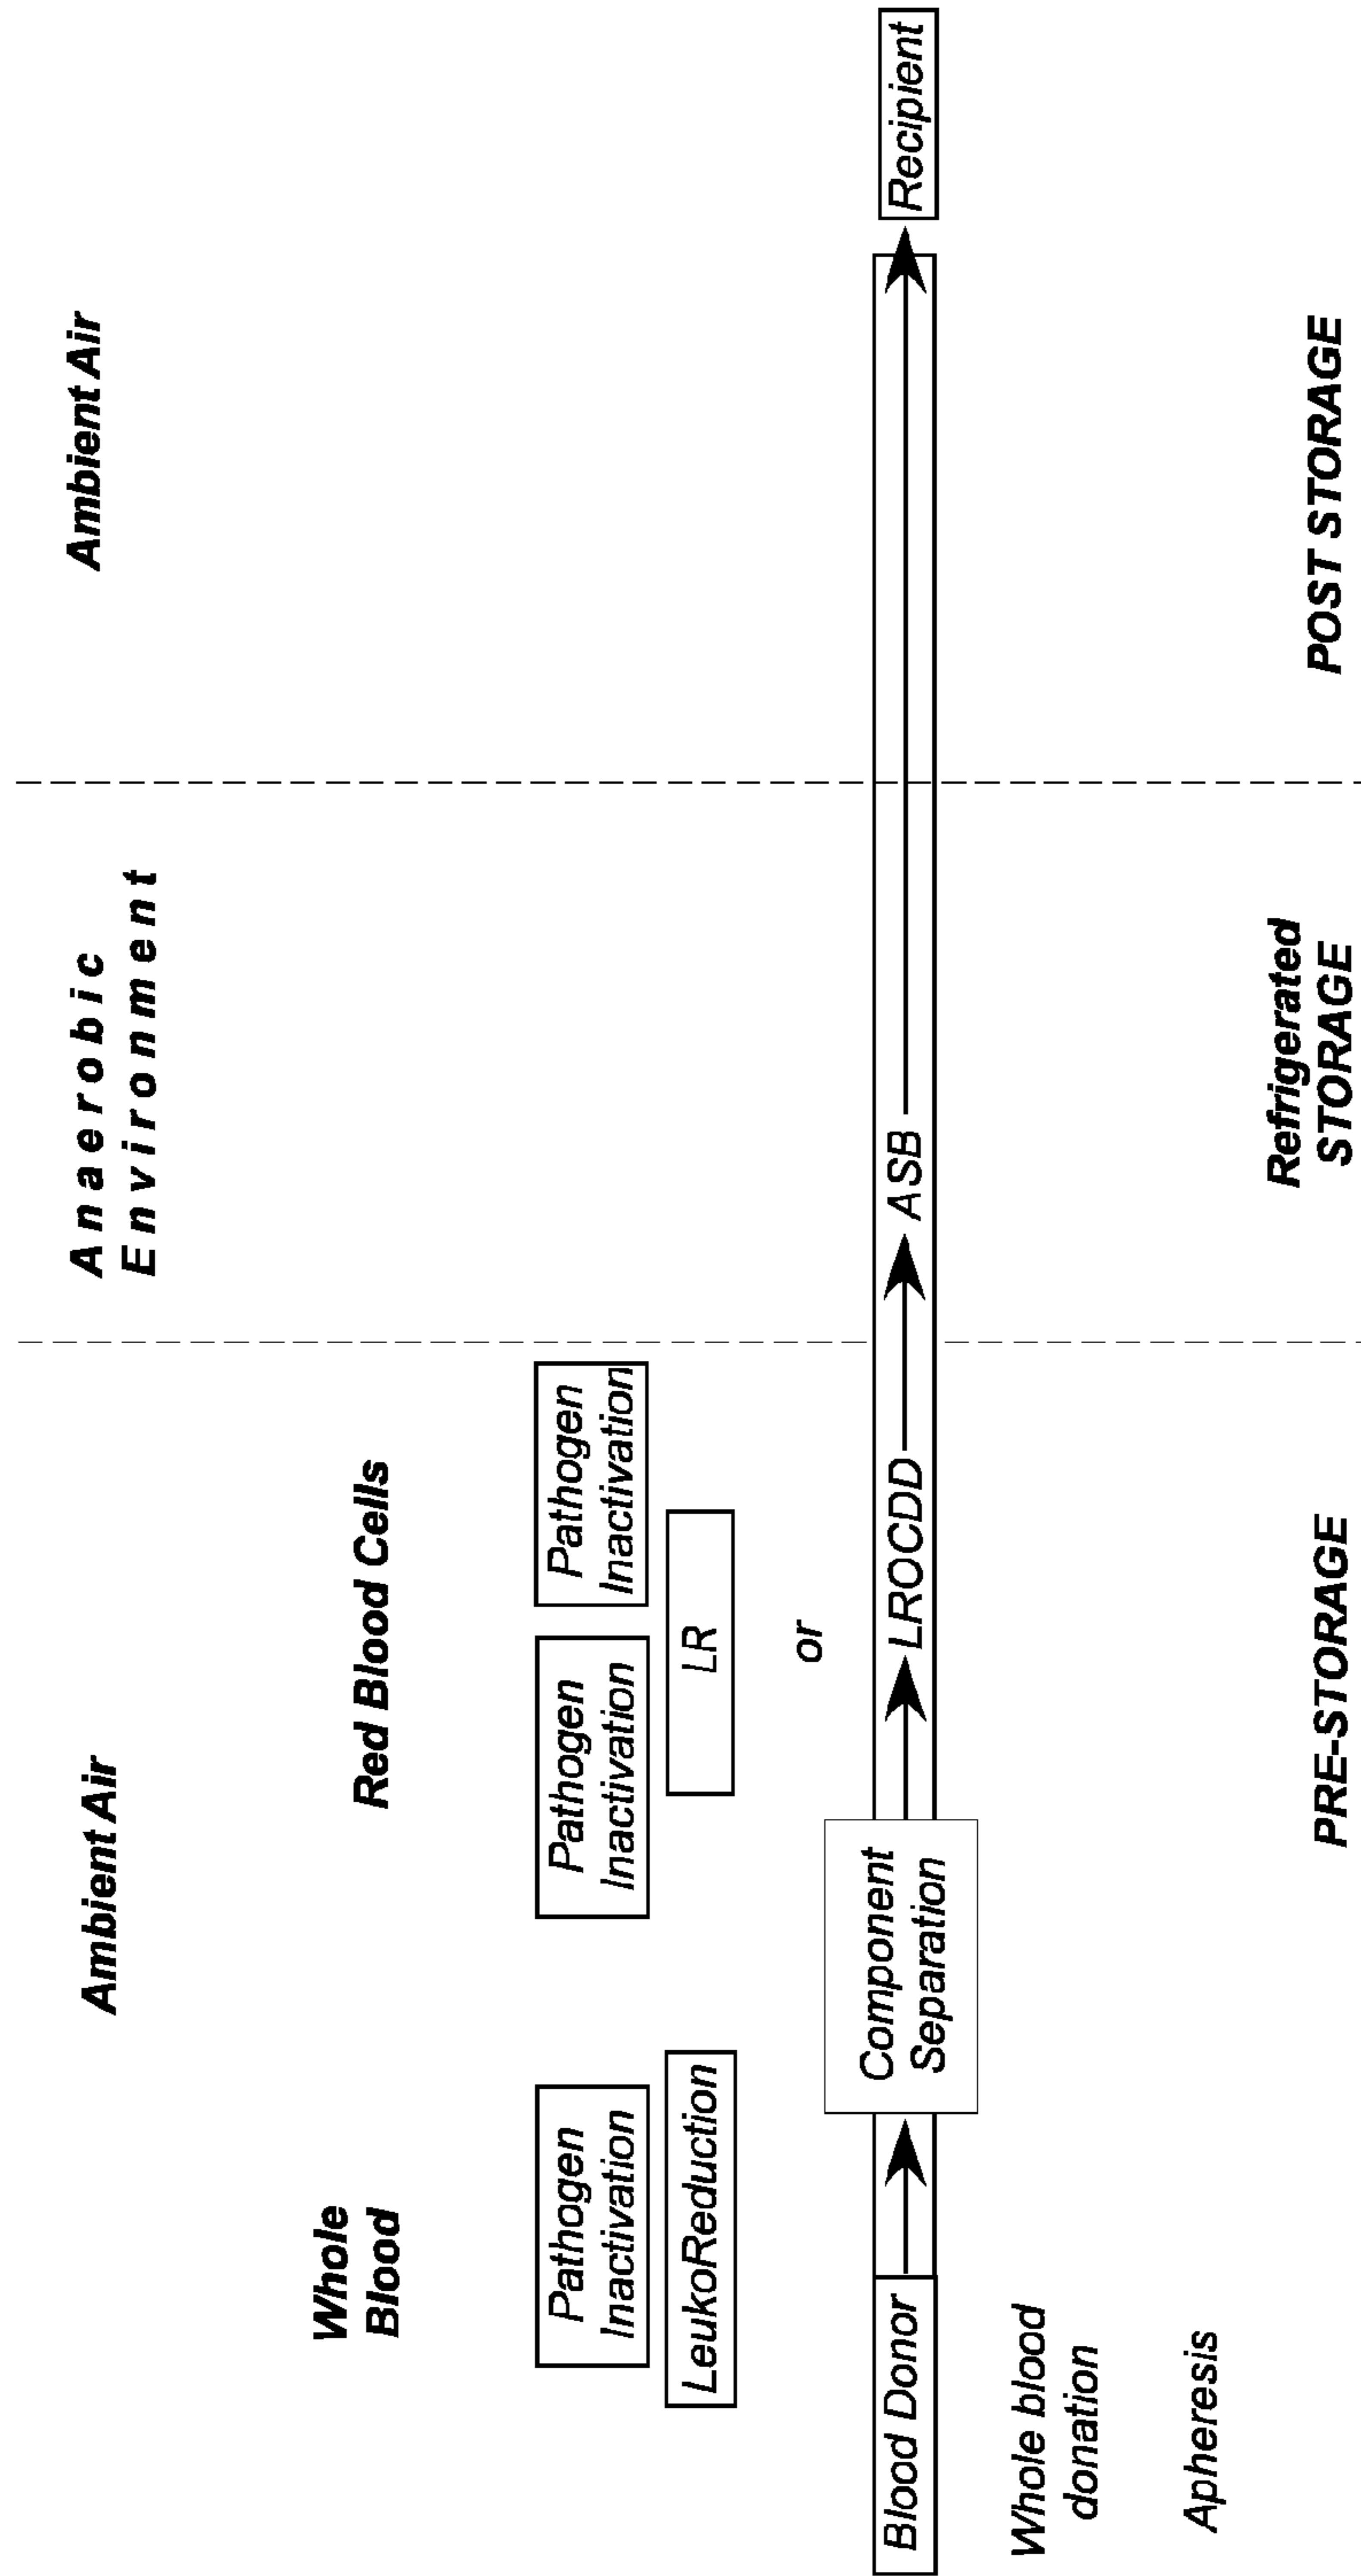 Ambient Air
Anaerobic
Environment
Ambient Air
Whole
Blood
Red Blood Cells
Pathogen
Inactivation
Pathogen
Inactivation
Pathogen
Inactivation
LeukoReduction
LR
or
Blood Donor
Component
Separation
LROCDD
ASB
Recipient
Whole blood
donation
Apheresis
PRE-STORAGE
Refrigerated
STORAGE
POST STORAGE